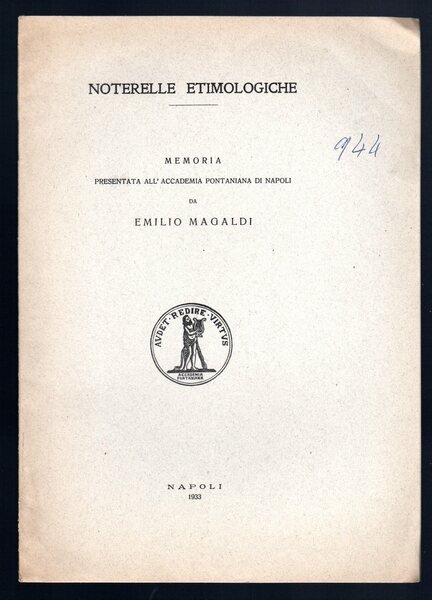 NOTERELLE ETIMOLOGICHE
944
MEMORIA
PRESENTATA ALL'ACCADEMIA PONTANIANA DI NAPOLI
DA
EMILIO MAGALDI
AVDET · REDIRE · VIRTVS
ACCADEMIA
PONTANIANA
NAPOLI
1933